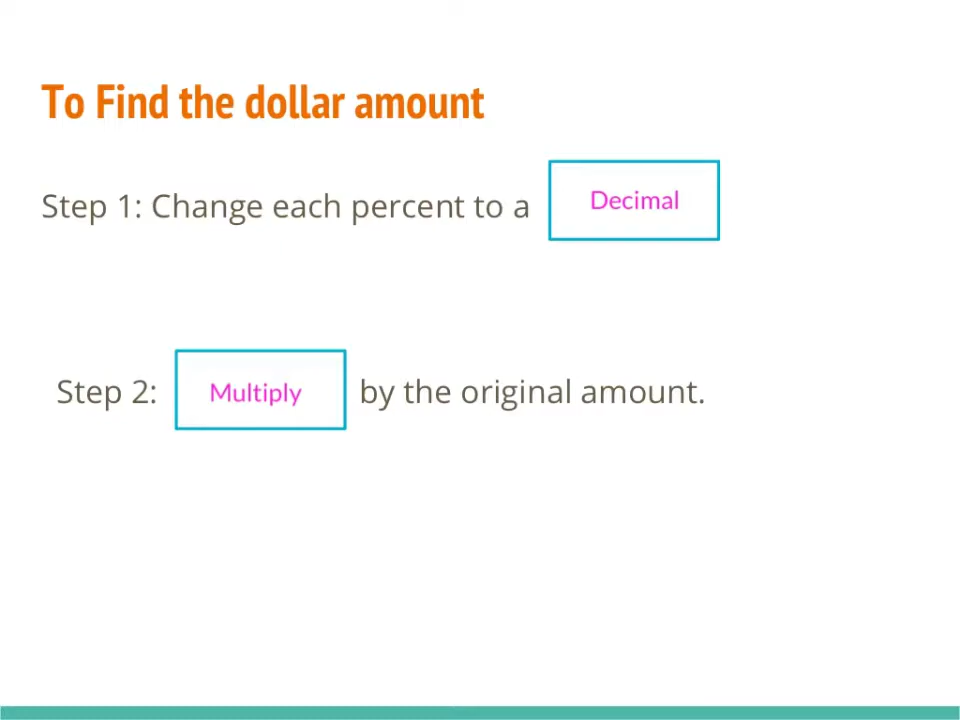 To Find the dollar amount
Step 1: Change each percent to a Decimal
Step 2: Multiply by the original amount.